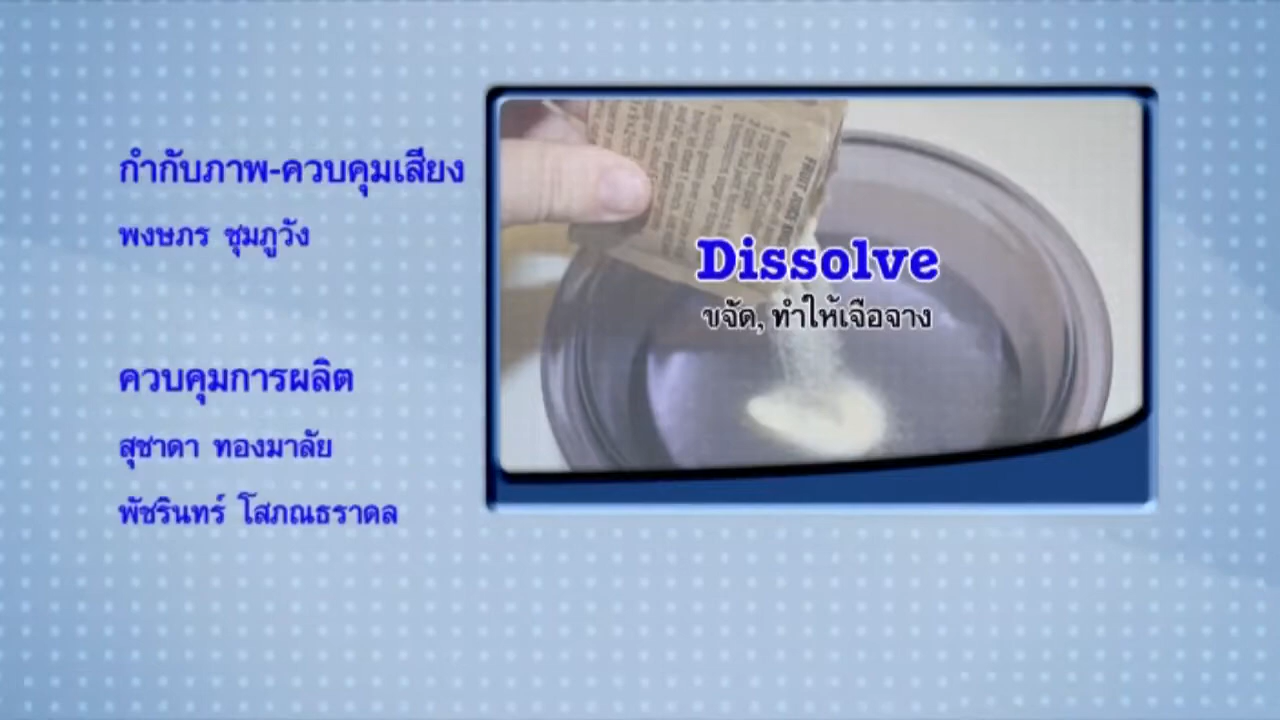 กำกับภาพ-ควบคุมเสียง
พงษภร ชุมภูวัง
ควบคุมการผลิต
สุชาดา ทองมาลัย
พัชรินทร์ โสภณธราดล
Dissolve
ขจัด, ทำให้เจือจาง